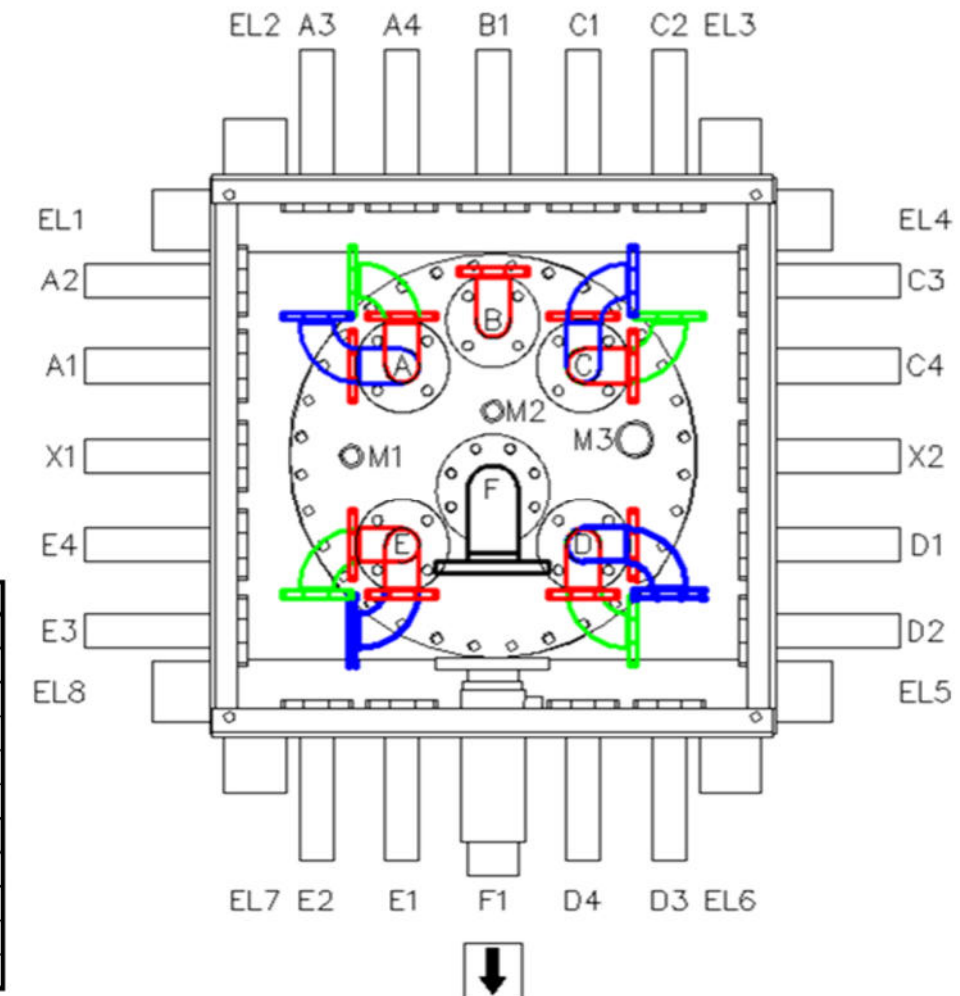 EL2 A3 A4 B1 C1 C2 EL3
EL1 EL4
A2 C3
B
A1 A C C4
M2
M3
X1 M1 X2
F
E4 E D D1
E3 D2
EL8 EL5
EL7 E2 E1 F1 D4 D3 EL6